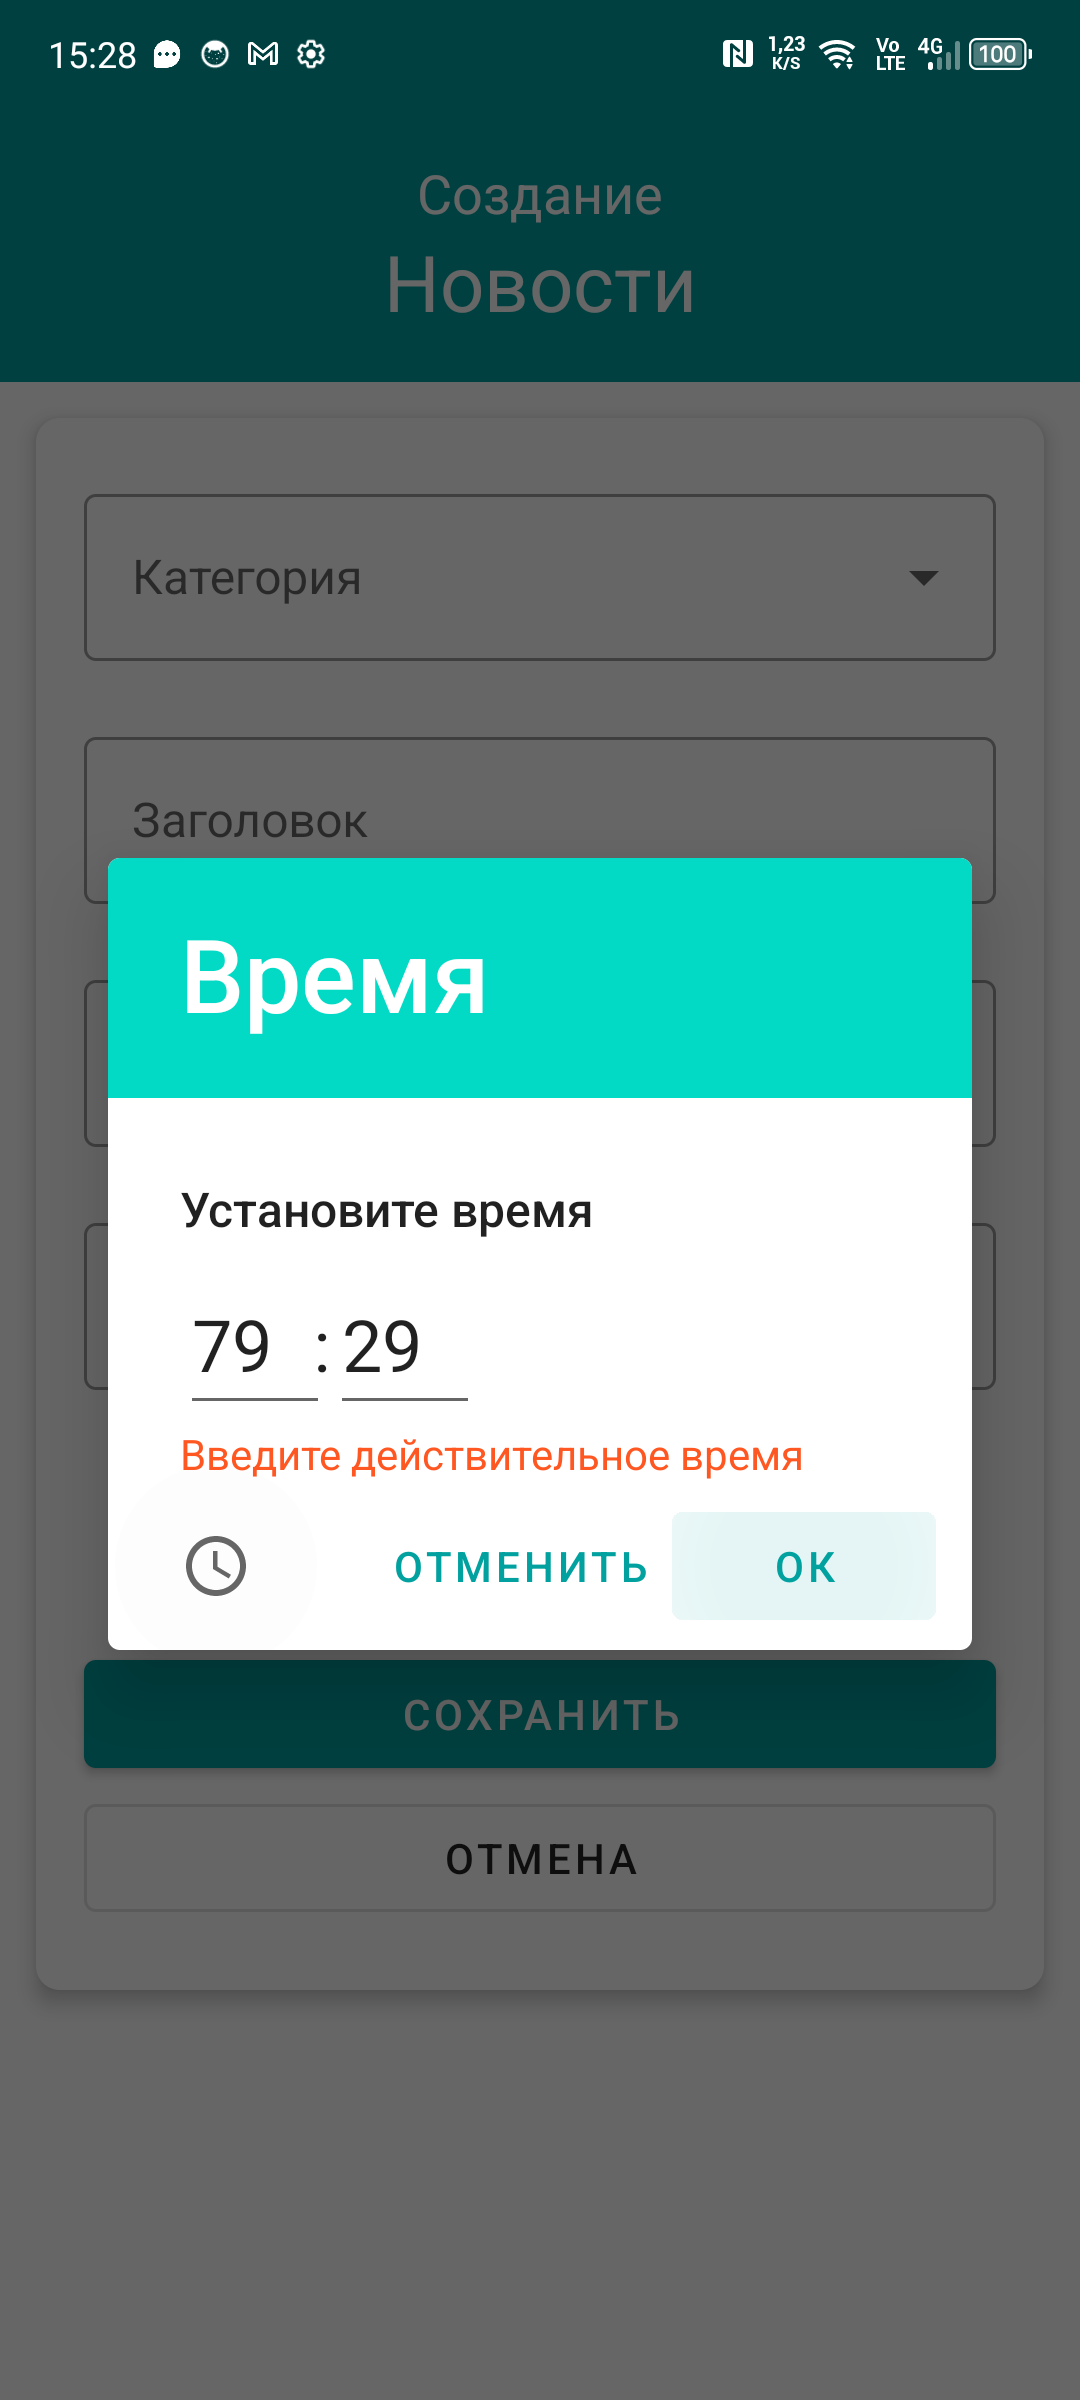 15:28
1,23 K/S
Vo LTE
4G
100
Создание
Новости
Категория
Заголовок
Время
Установите время
79 : 29
Введите действительное время
ОТМЕНИТЬ
ОК
СОХРАНИТЬ
ОТМЕНА